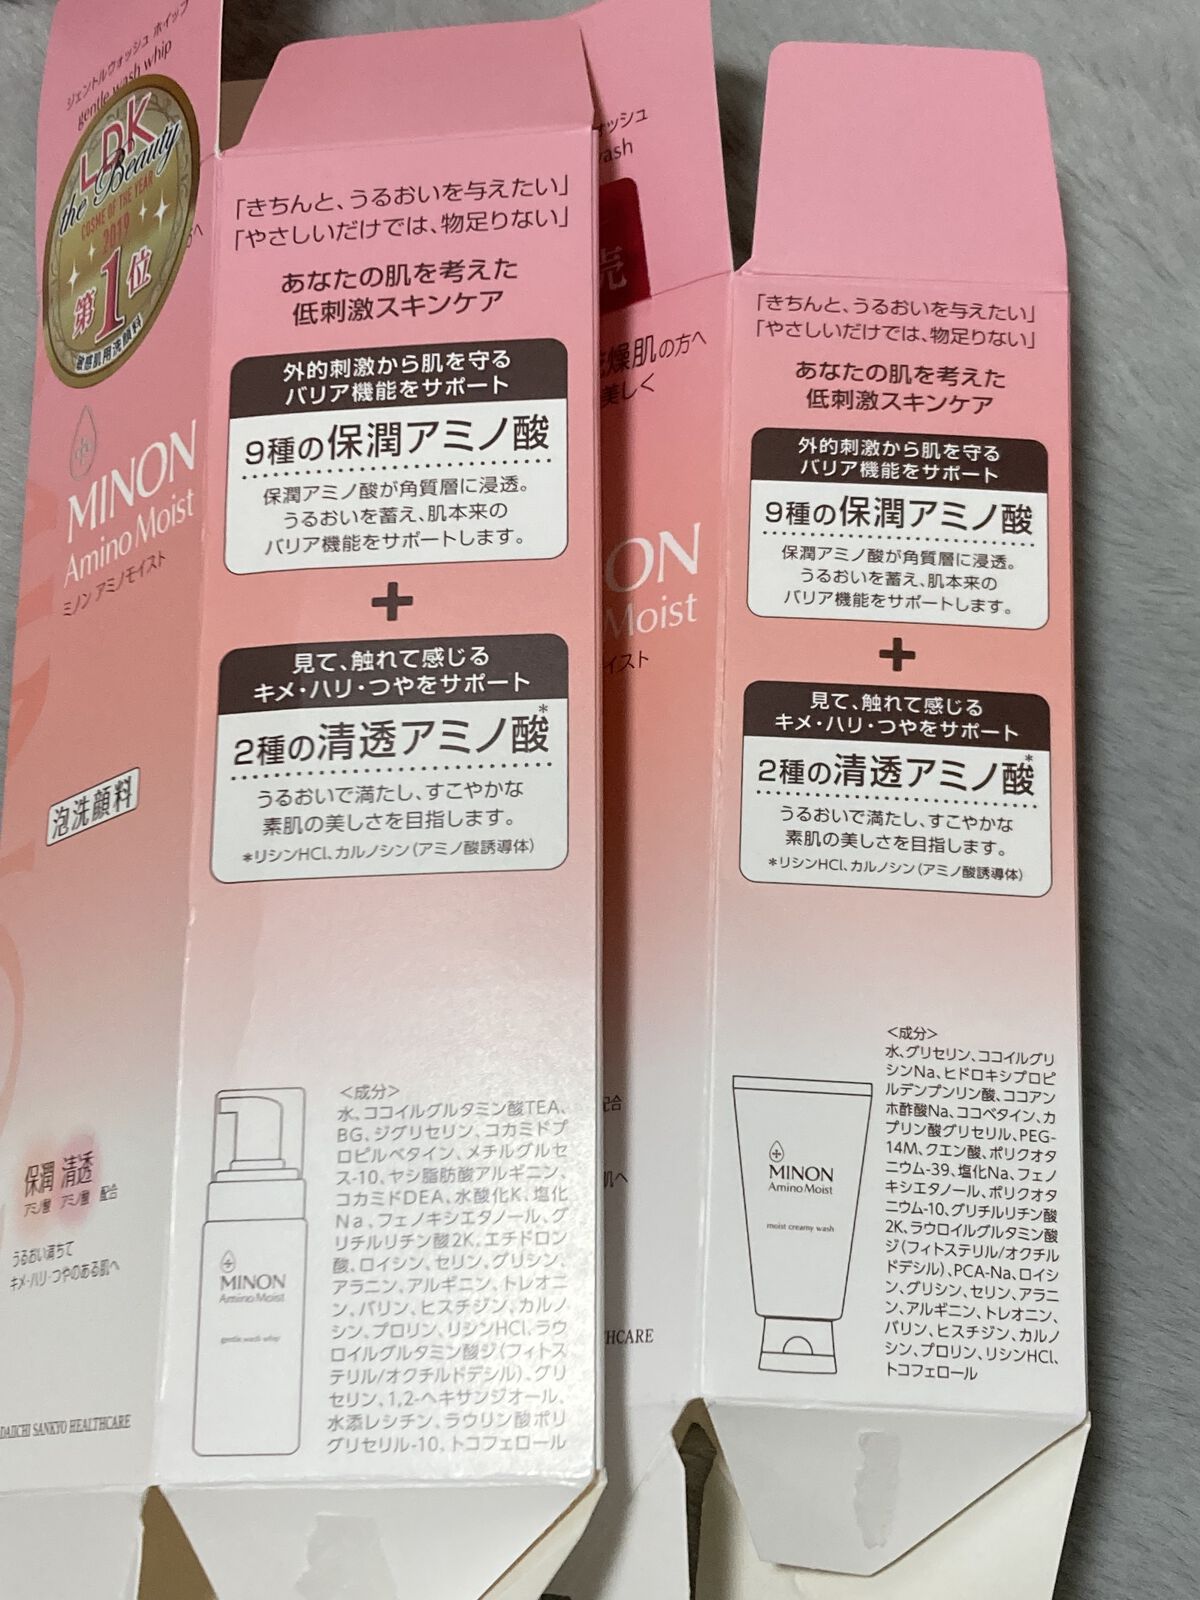 ジェントルウォッシュ ホイップ
gentle wash whip
LDK
the Beauty
COSME OF THE YEAR
2019
第1位
敏感肌用洗顔料
MINON
Amino Moist
ミノン アミノモイスト
泡洗顔料
保潤 清透
アミノ酸 アミノ酸 配合
うるおい満ちて
キメ・ハリ・つやのある肌へ
DAIICHI SANKYO HEALTHCARE
「きちんと、うるおいを与えたい」
「やさしいだけでは、物足りない」
あなたの肌を考えた
低刺激スキンケア
外的刺激から肌を守る
バリア機能をサポート
9種の保潤アミノ酸
保潤アミノ酸が角質層に浸透。
うるおいを蓄え、肌本来の
バリア機能をサポートします。
+
見て、触れて感じる
キメ・ハリ・つやをサポート
2種の清透アミノ酸*
うるおいで満たし、すこやかな
素肌の美しさを目指します。
*リシンHCl、カルノシン(アミノ酸誘導体)
<成分>
水、ココイルグルタミン酸TEA、
BG、ジグリセリン、コカミドプ
ロピルベタイン、メチルグルセ
ス-10、ヤシ脂肪酸アルギニン、
コカミドDEA、水酸化K、塩化
Na、フェノキシエタノール、グ
リチルリチン酸2K、エチドロン
酸、ロイシン、セリン、グリシン、
アラニン、アルギニン、トレオニ
ン、バリン、ヒスチジン、カルノ
シン、プロリン、リシンHCl、ラウ
ロイルグルタミン酸ジ(フィトス
テリル/オクチルドデシル)、グリ
セリン、1,2-ヘキサンジオール、
水添レシチン、ラウリン酸ポリ
グリセリル-10、トコフェロール
MINON
Amino Moist
gentle wash whip
ォッシュ
wash
売
燥肌の方へ
美しく
ON
Moist
イスト
配合
肌へ
HCARE
「きちんと、うるおいを与えたい」
「やさしいだけでは、物足りない」
あなたの肌を考えた
低刺激スキンケア
外的刺激から肌を守る
バリア機能をサポート
9種の保潤アミノ酸
保潤アミノ酸が角質層に浸透。
うるおいを蓄え、肌本来の
バリア機能をサポートします。
+
見て、触れて感じる
キメ・ハリ・つやをサポート
2種の清透アミノ酸*
うるおいで満たし、すこやかな
素肌の美しさを目指します。
*リシンHCl、カルノシン(アミノ酸誘導体)
<成分>
水、グリセリン、ココイルグリ
シンNa、ヒドロキシプロピ
ルデンプンリン酸、ココアン
ホ酢酸Na、ココベタイン、カ
プリン酸グリセリル、PEG-
14M、クエン酸、ポリクオタ
ニウム-39、塩化Na、フェノ
キシエタノール、ポリクオタ
ニウム-10、グリチルリチン酸
2K、ラウロイルグルタミン酸
ジ(フィトステリル/オクチル
ドデシル)、PCA-Na、ロイシ
ン、グリシン、セリン、アラニ
ン、アルギニン、トレオニン、
バリン、ヒスチジン、カルノ
シン、プロリン、リシンHCl、
トコフェロール
MINON
Amino Moist
moist creamy wash